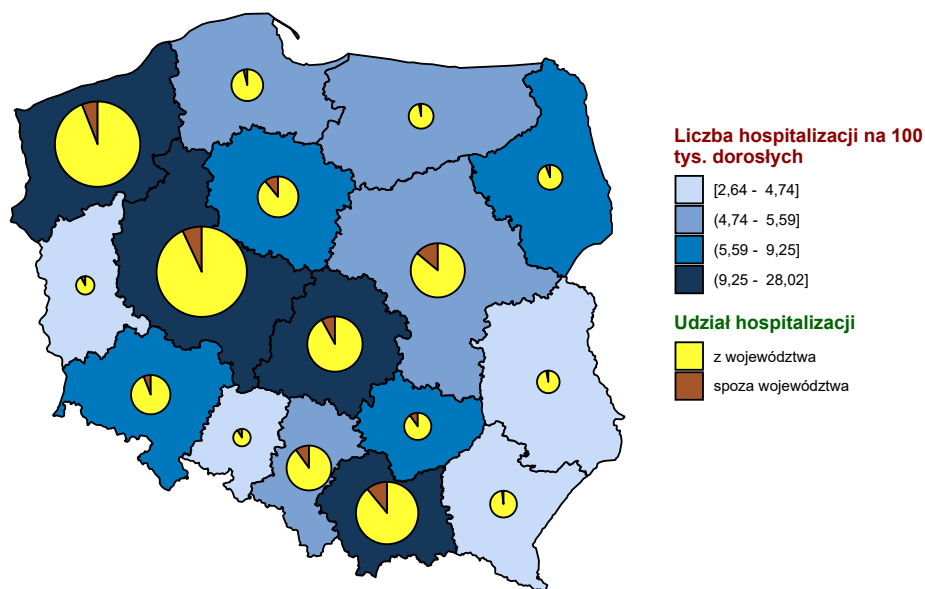 Liczba hospitalizacji na 100
tys. dorosłych
[2,64 - 4,74]
(4,74 - 5,59]
(5,59 - 9,25]
(9,25 - 28,02]
Udział hospitalizacji
z województwa
spoza województwa